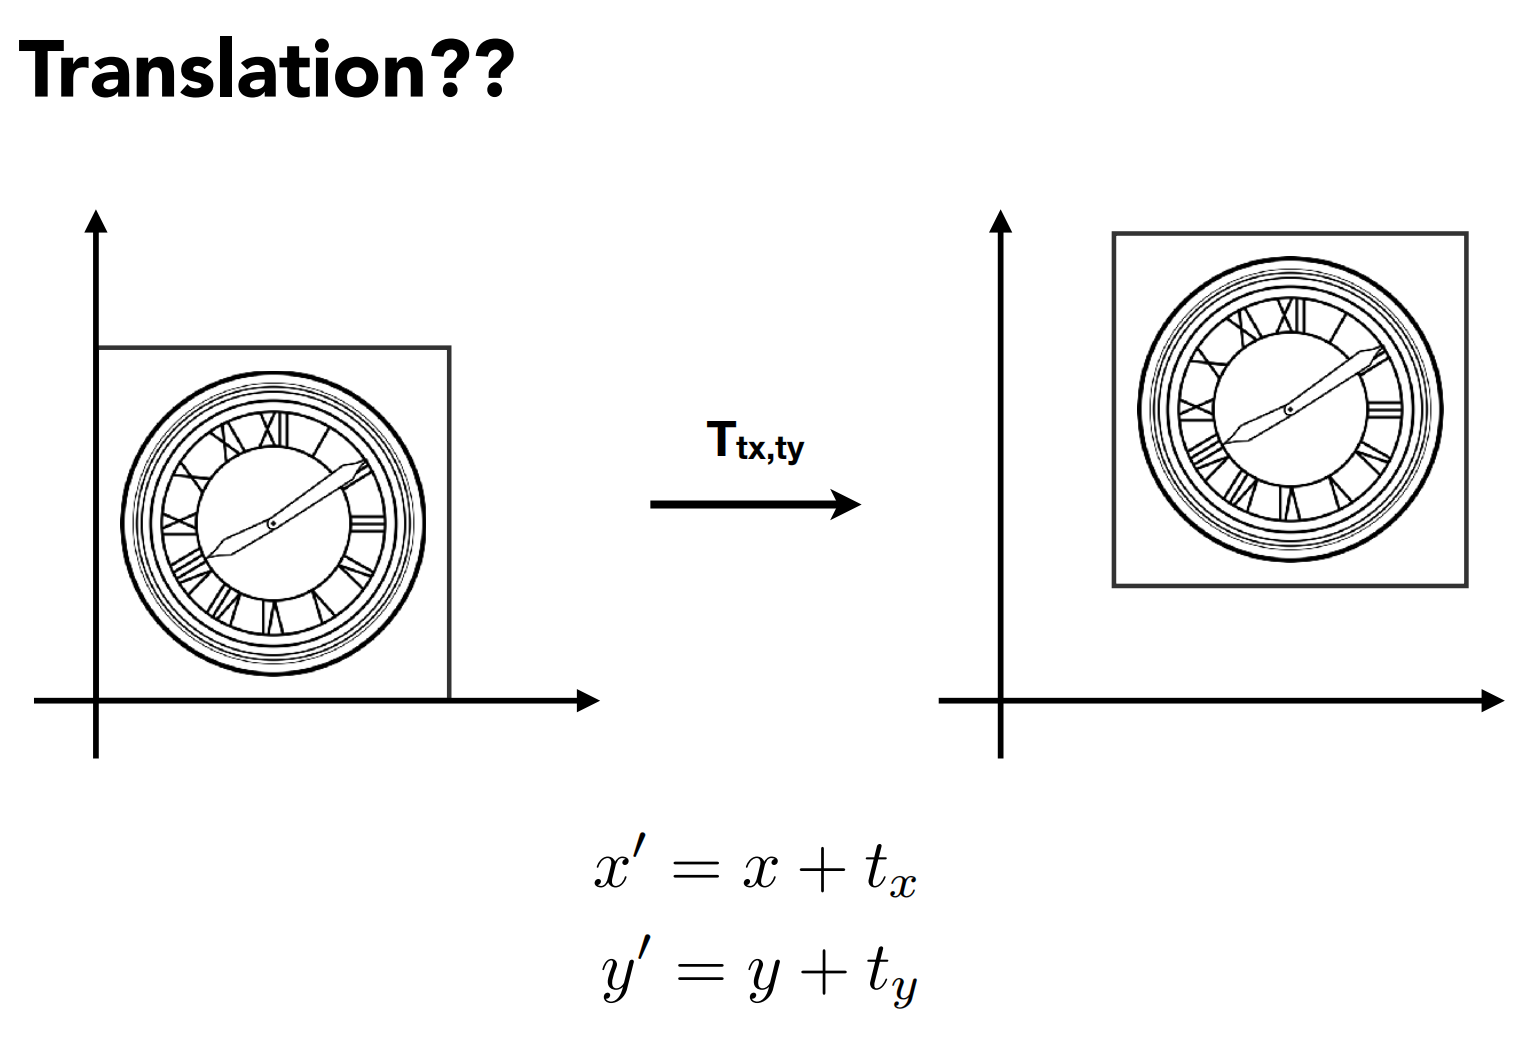 Translation??
Ttx,ty
x′ = x + tx
y′ = y + ty